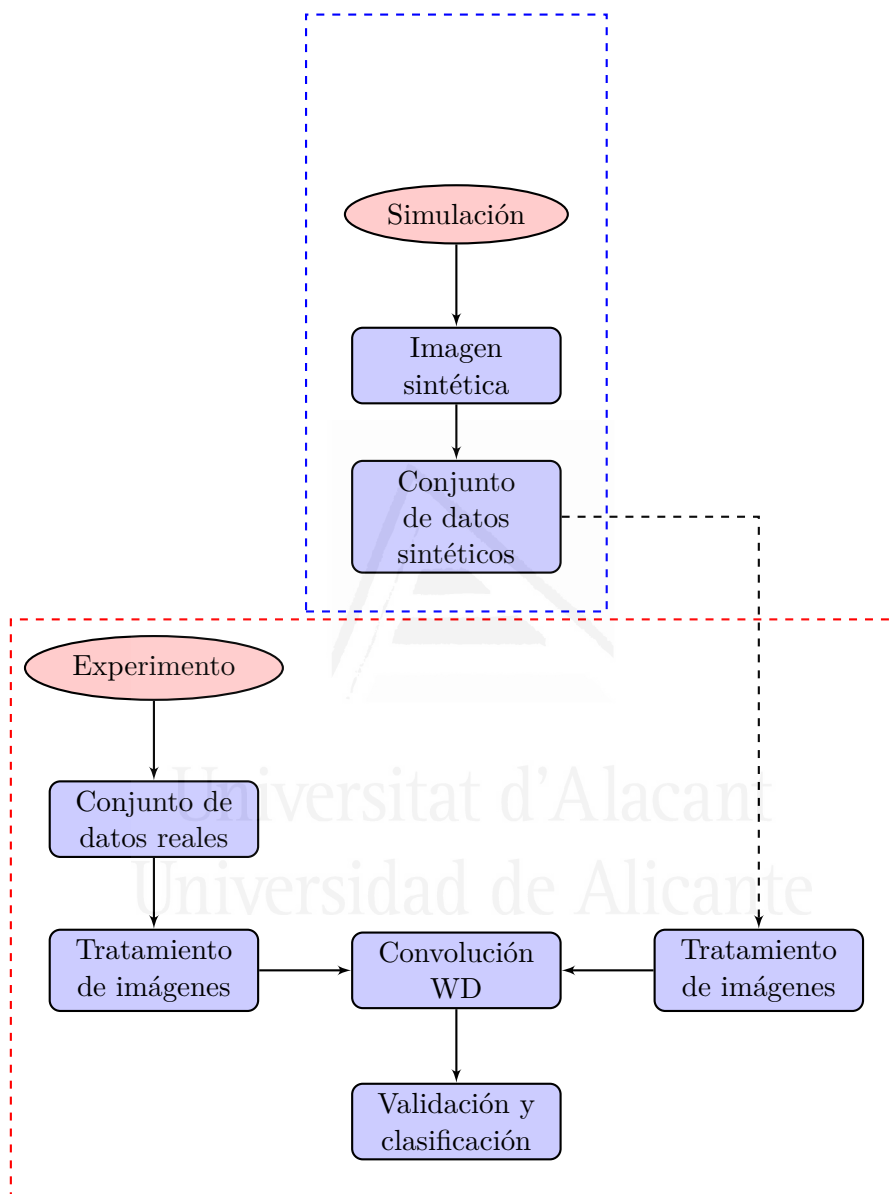 Simulación
Imagen
sintética
Conjunto
de datos
sintéticos
Experimento
Conjunto de
datos reales
Universitat d'Alacant
Universidad de Alicante
Tratamiento
de imágenes
Convolución
WD
Tratamiento
de imágenes
Validación y
clasificación